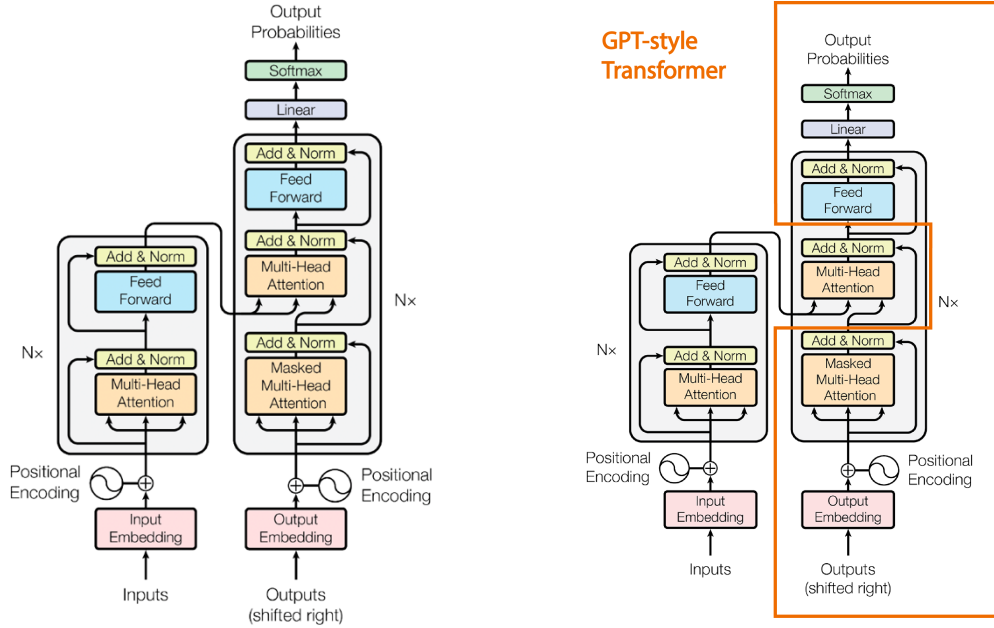 Output
Probabilities
Softmax
Linear
Add & Norm
Feed
Forward
Add & Norm
Multi-Head
Attention
Add & Norm
Feed
Forward
N×
N×
Add & Norm
Multi-Head
Attention
Add & Norm
Masked
Multi-Head
Attention
Positional
Encoding
Positional
Encoding
Input
Embedding
Output
Embedding
Inputs
Outputs
(shifted right)
GPT-style
Transformer
Output
Probabilities
Softmax
Linear
Add & Norm
Feed
Forward
Add & Norm
Multi-Head
Attention
Add & Norm
Feed
Forward
N×
N×
Add & Norm
Multi-Head
Attention
Add & Norm
Masked
Multi-Head
Attention
Positional
Encoding
Positional
Encoding
Input
Embedding
Output
Embedding
Inputs
Outputs
(shifted right)